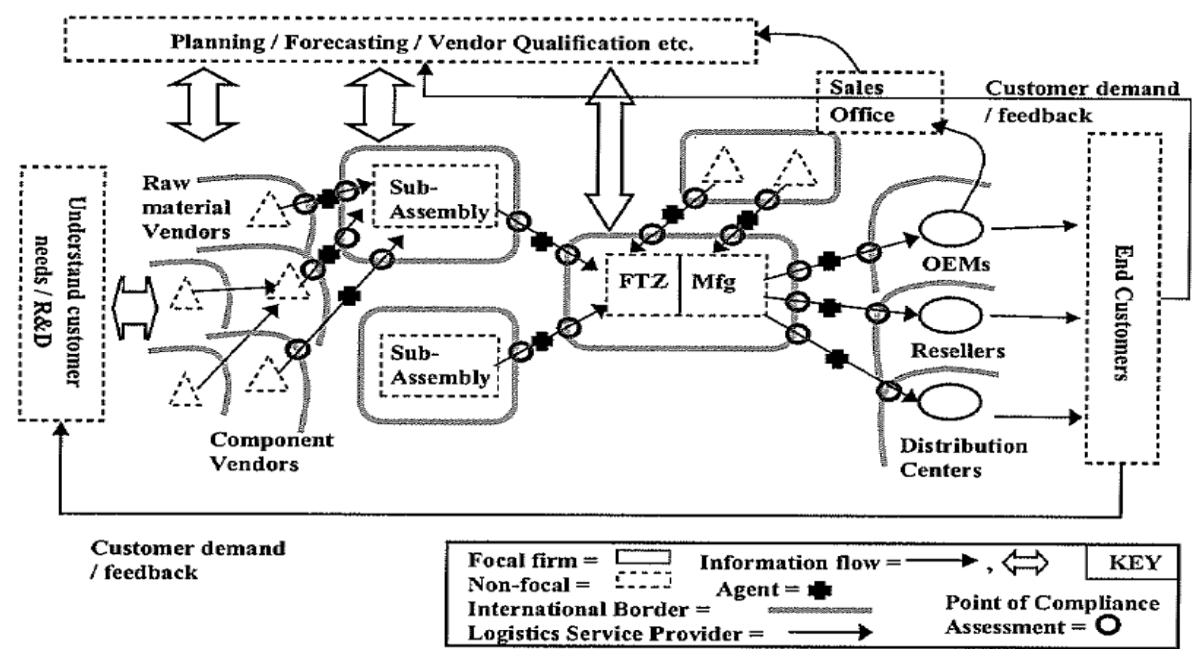 Planning / Forecasting / Vendor Qualification etc.
Sales
Office
Customer demand
/ feedback
Raw
material
Vendors
Sub-
Assembly
Understand customer
needs / R&D
FTZ
Mfg
OEMs
End Customers
Resellers
Sub-
Assembly
Component
Vendors
Distribution
Centers
Customer demand
/ feedback
Focal firm =
Information flow =
,
KEY
Non-focal =
Agent =
International Border =
Point of Compliance
Logistics Service Provider =
Assessment =